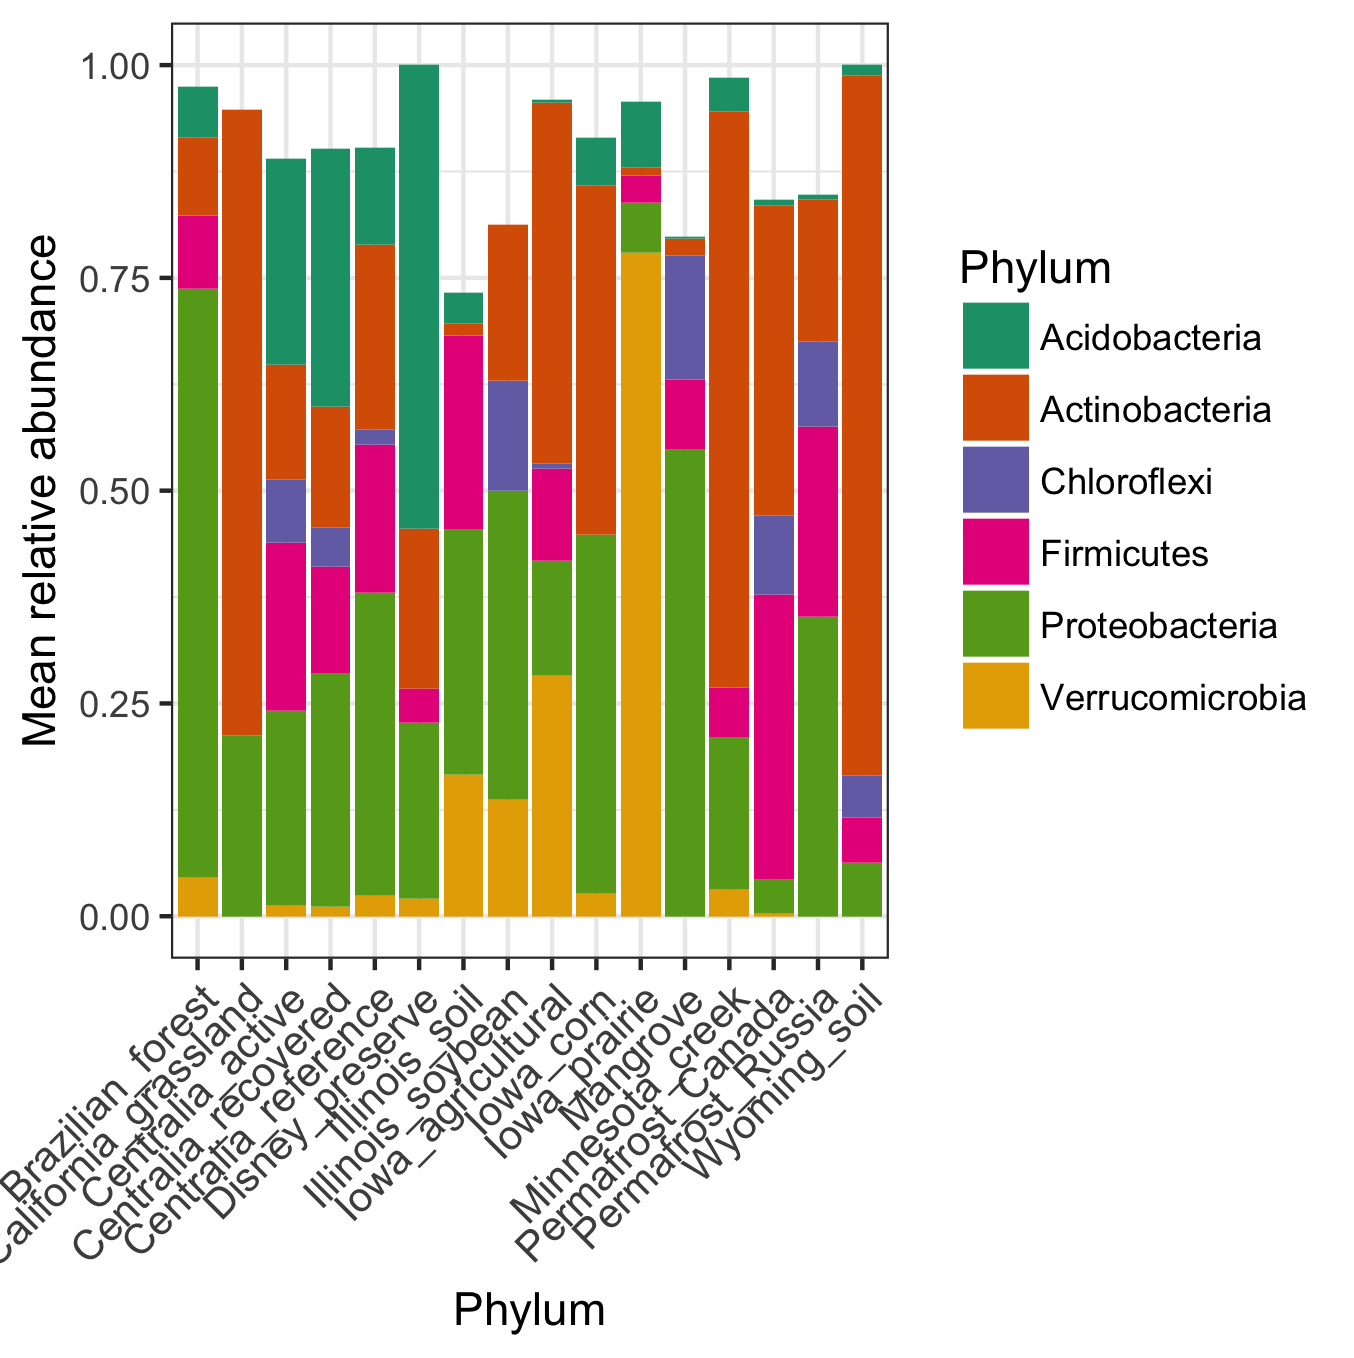 Mean relative abundance
1.00
0.75
0.50
0.25
0.00
Brazilian_forest
California_grassland
Centralia_active
Centralia_recovered
Centralia_reference
Disney_preserve
Illinois_soil
Illinois_soybean
Iowa_agricultural
Iowa_corn
Iowa_prairie
Mangrove
Minnesota_creek
Permafrost_Canada
Permafrost_Russia
Wyoming_soil
Phylum
Phylum
Acidobacteria
Actinobacteria
Chloroflexi
Firmicutes
Proteobacteria
Verrucomicrobia